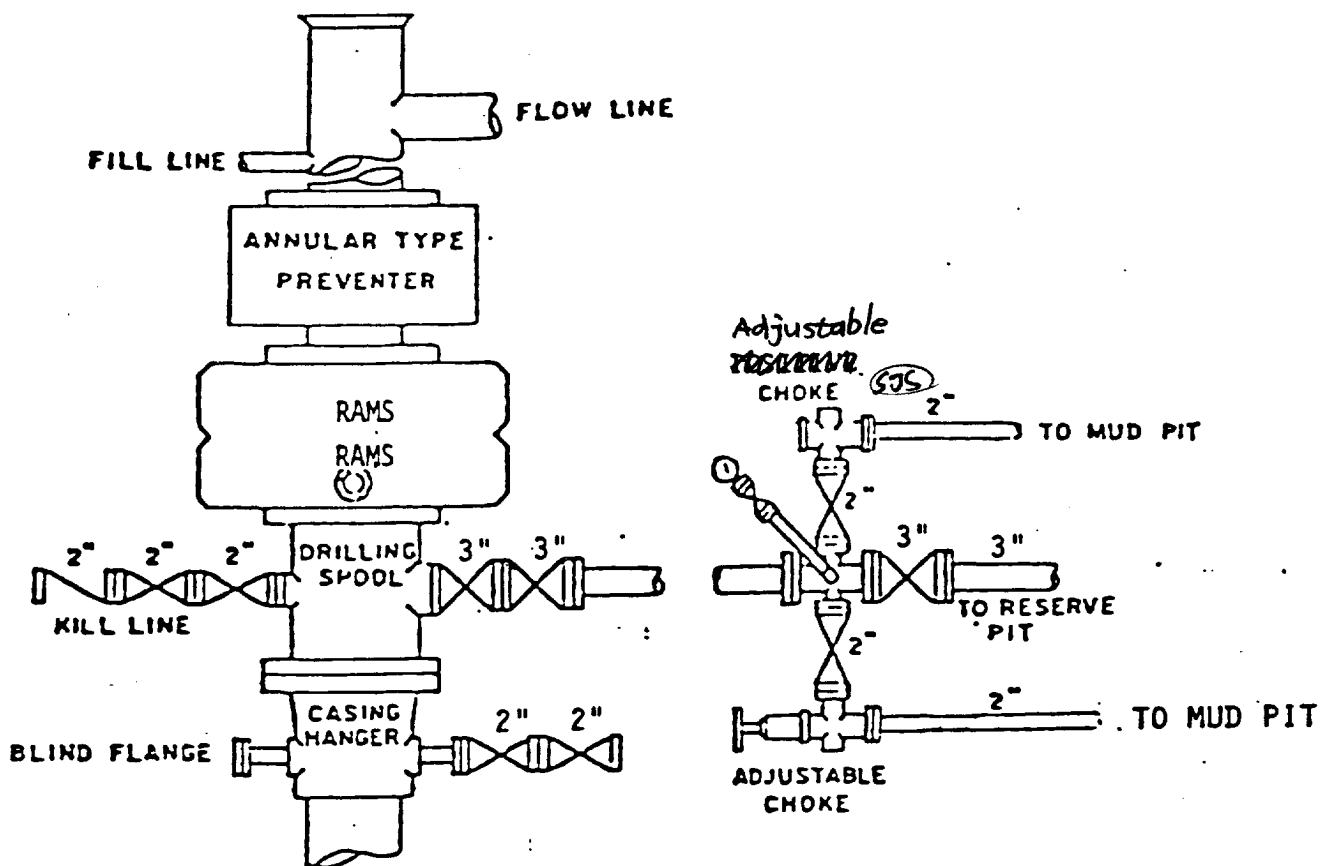 FLOW LINE
FILL LINE
ANNULAR TYPE
PREVENTER
RAMS
RAMS
2" 2" 2"
DRILLING
SPOOL
3" 3"
KILL LINE
CASING
HANGER
2" 2"
BLIND FLANGE
Adjustable
CHOKE
SJS
2"
TO MUD PIT
2"
3" 3"
TO RESERVE
PIT
2"
2"
TO MUD PIT
ADJUSTABLE
CHOKE